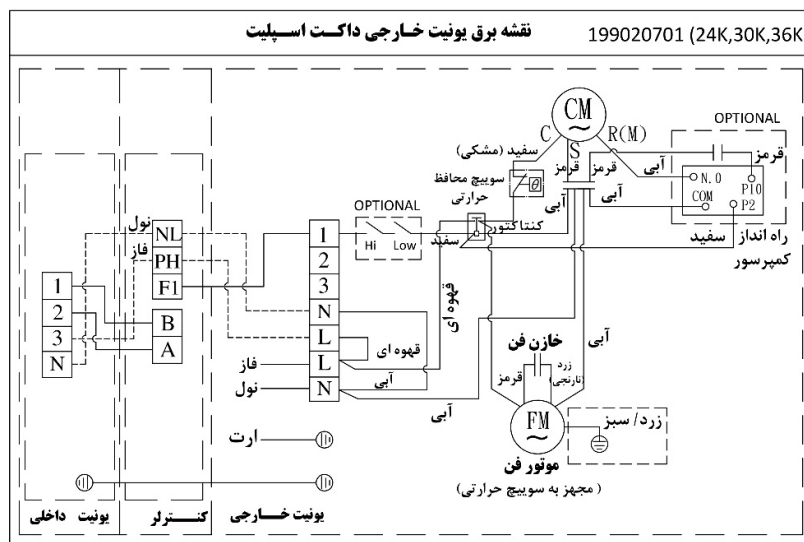 نقشه برق یونیت خارجی داکت اسپلیت
199020701 (24K,30K,36K
CM
~
C
S
R(M)
OPTIONAL
سفید (مشکی)
قرمز
قرمز
آبی
آبی
آبی
قرمز
N.O
P10
COM
P2
سوییچ محافظ
حرارتی
راه انداز
کمپرسور
سفید
OPTIONAL
Hi
Low
کنتاکتور
سفید
نول
فاز
NL
PH
F1
B
A
1
2
3
N
1
2
3
N
L
L
N
قهوه ای
قهوه ای
آبی
آبی
آبی
فاز
نول
ارت
خازن فن
زرد
(نارنجی)
قرمز
FM
~
موتور فن
(مجهز به سوییچ حرارتی)
زرد/ سبز
یونیت داخلی
کنترلر
یونیت خارجی